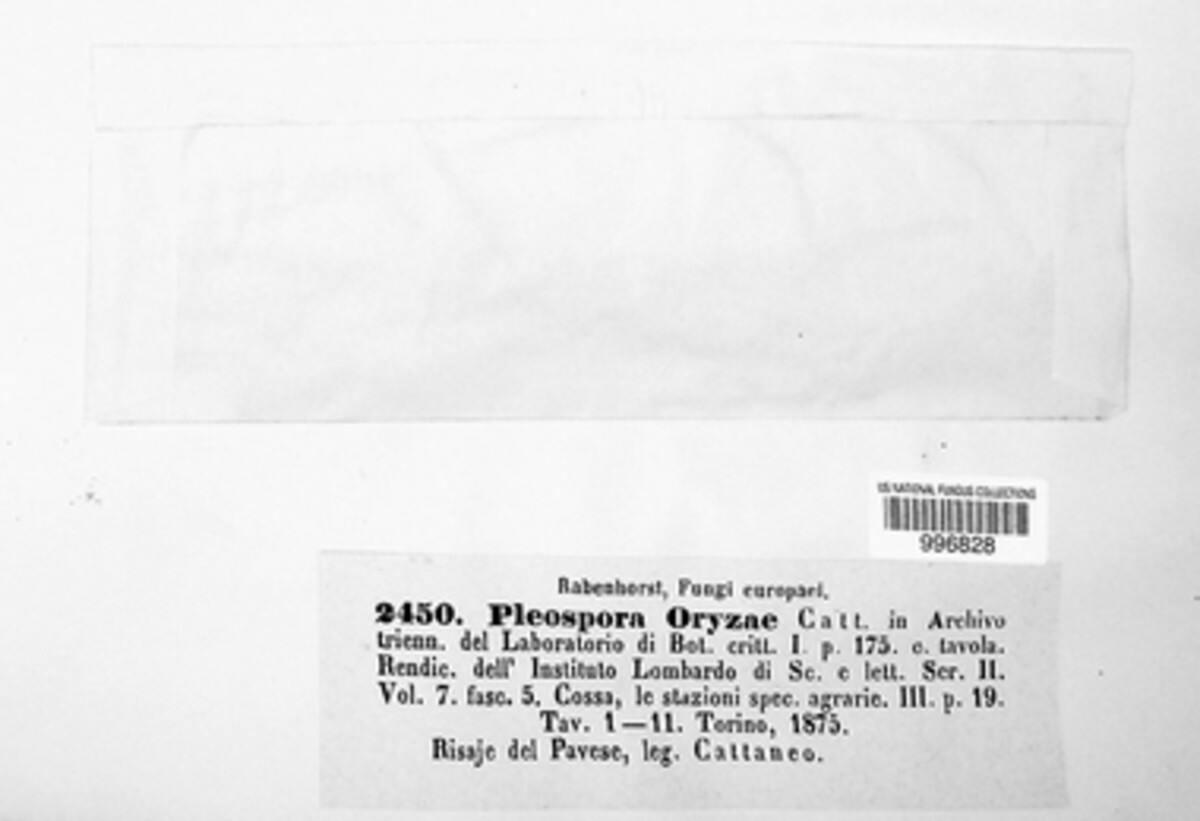 US NATIONAL FUNGUS COLLECTIONS
996828
Rabenhorst, Fungi europaei.
2450. Pleospora Oryzae Catt. in Archivo
trienn. del Laboratorio di Bot. critt. I. p. 175. c. tavola.
Rendic. dell' Instituto Lombardo di Sc. e lett. Ser. II.
Vol. 7. fasc. 5. Cossa, le stazioni spec. agrarie. III. p. 19.
Tav. 1—11. Torino, 1875.
Risaje del Pavese, leg. Cattaneo.